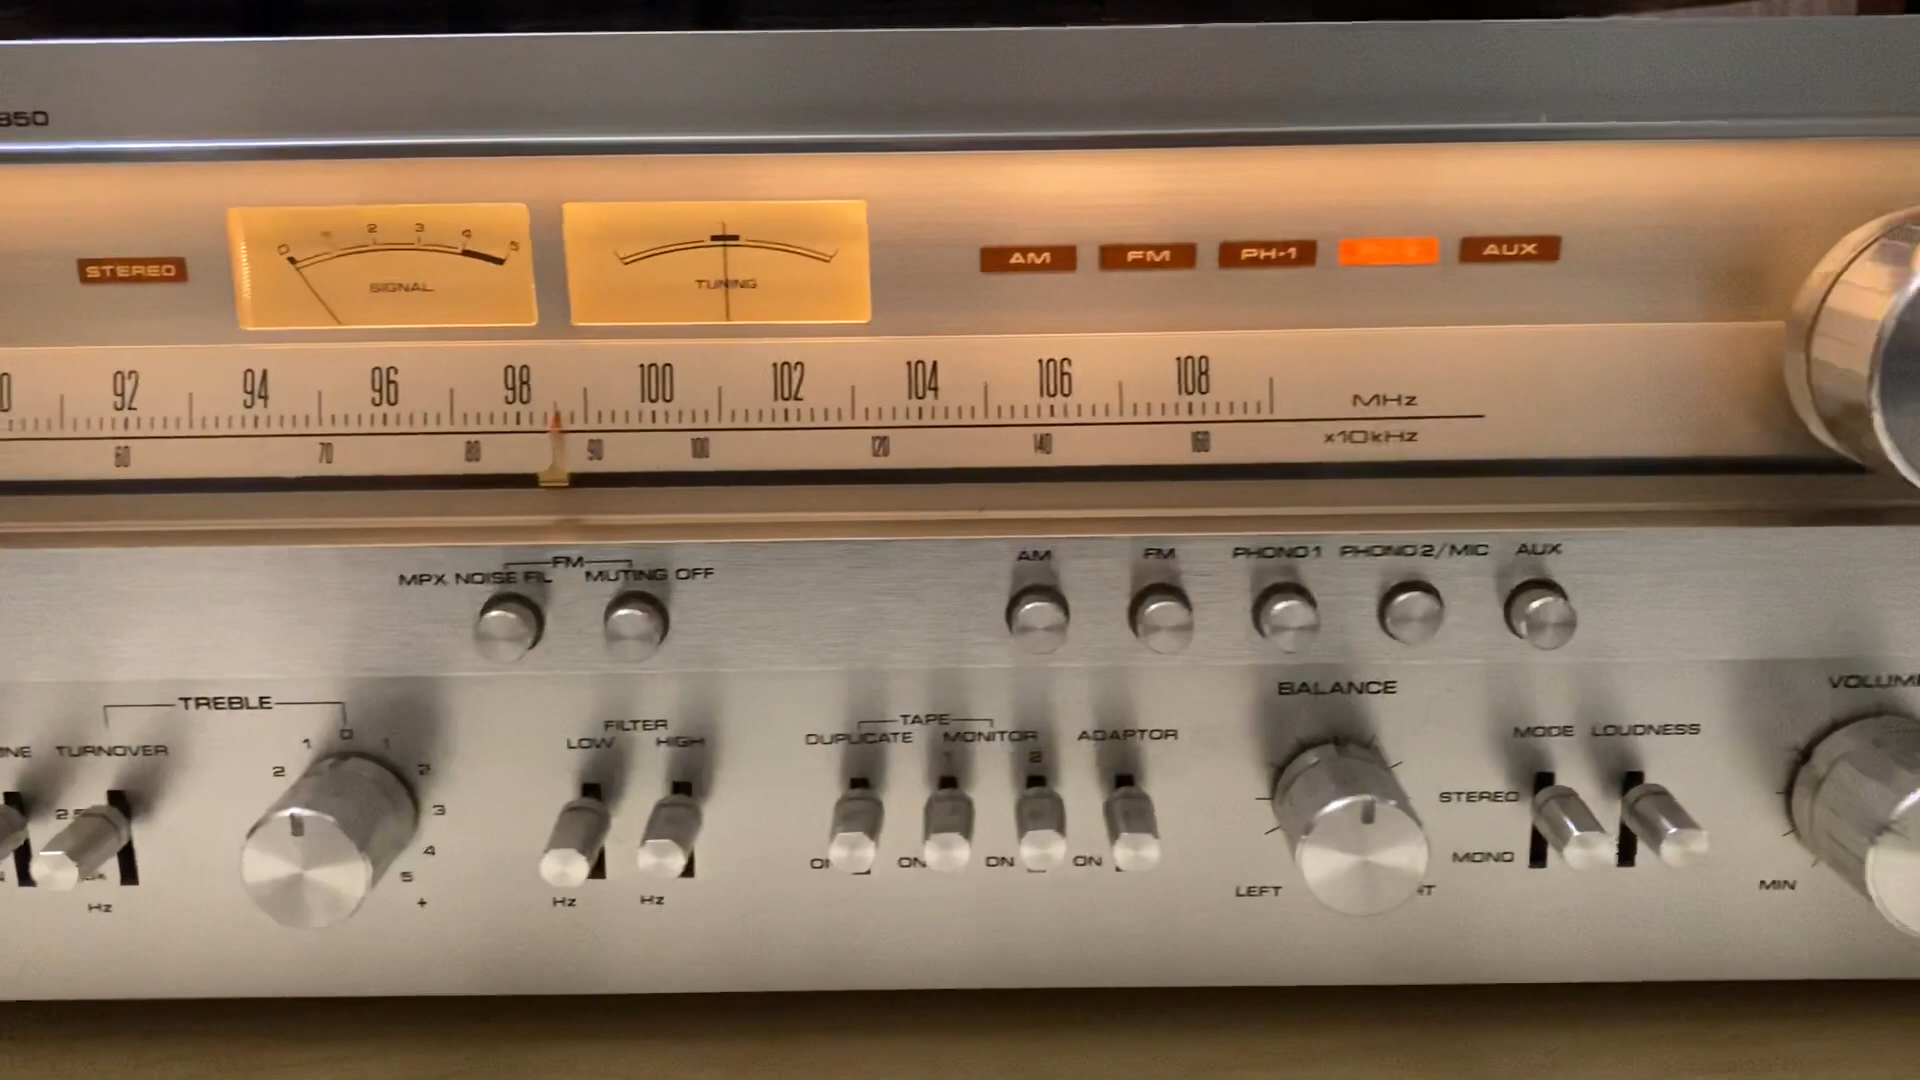 850
STEREO
0 1 2 3 4 5
SIGNAL
TUNING
AM FM PH-1 AUX
0 92 94 96 98 100 102 104 106 108 MHz
60 70 80 90 100 120 140 160 x10kHz
FM
MPX NOISE FIL MUTING OFF
AM FM PHONO 1 PHONO 2/MIC AUX
TREBLE
TURNOVER
2 1 0 1 2 3 4 5 +
Hz
FILTER
LOW HIGH
Hz Hz
TAPE
DUPLICATE MONITOR ADAPTOR
1 2
ON ON ON
BALANCE
LEFT
MODE LOUDNESS
STEREO
MONO
VOLUM
MIN